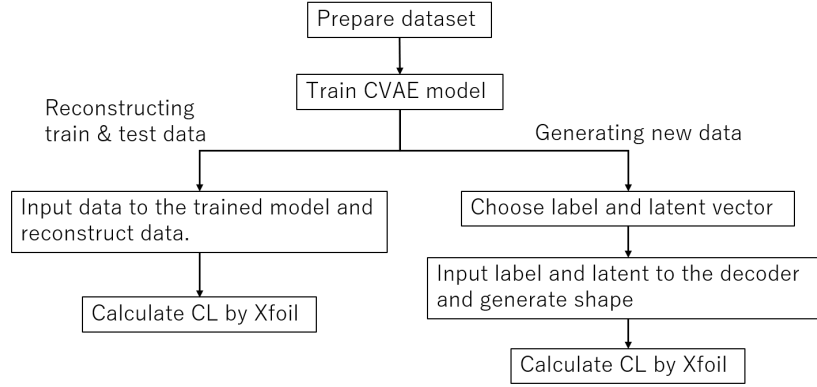 Prepare dataset
Train CVAE model
Reconstructing
train & test data
Generating new data
Input data to the trained model and
reconstruct data.
Calculate CL by Xfoil
Choose label and latent vector
Input label and latent to the decoder
and generate shape
Calculate CL by Xfoil